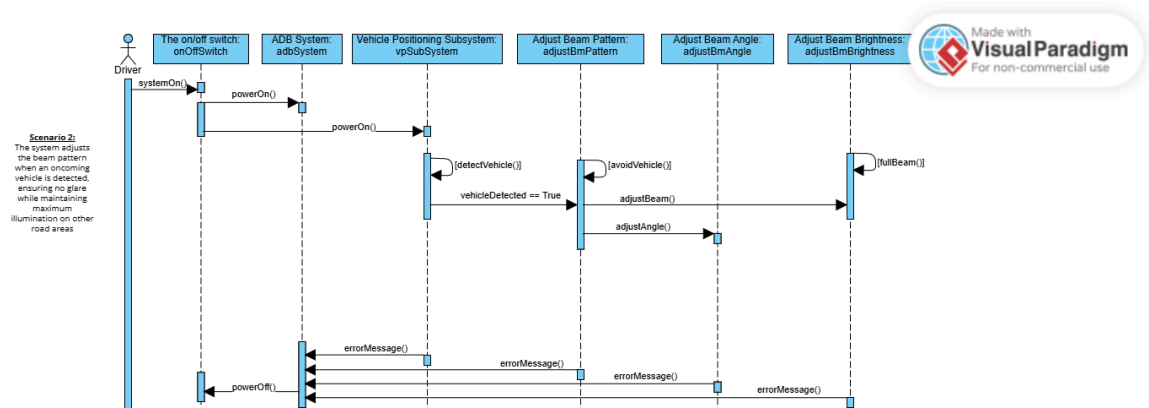 Made with
VisualParadigm
For non-commercial use
The on/off switch:
onOffSwitch
ADB System:
adbSystem
Vehicle Positioning Subsystem:
vpSubSystem
Adjust Beam Pattern:
adjustBmPattern
Adjust Beam Angle:
adjustBmAngle
Adjust Beam Brightness:
adjustBmBrightness
Driver
systemOn()
powerOn()
powerOn()
Scenario 2:
The system adjusts
the beam pattern
when an oncoming
vehicle is detected,
ensuring no glare
while maintaining
maximum
illumination on other
road areas
[detectVehicle()]
[avoidVehicle()]
[fullBeam()]
vehicleDetected == True
adjustBeam()
adjustAngle()
errorMessage()
errorMessage()
errorMessage()
powerOff()
errorMessage()